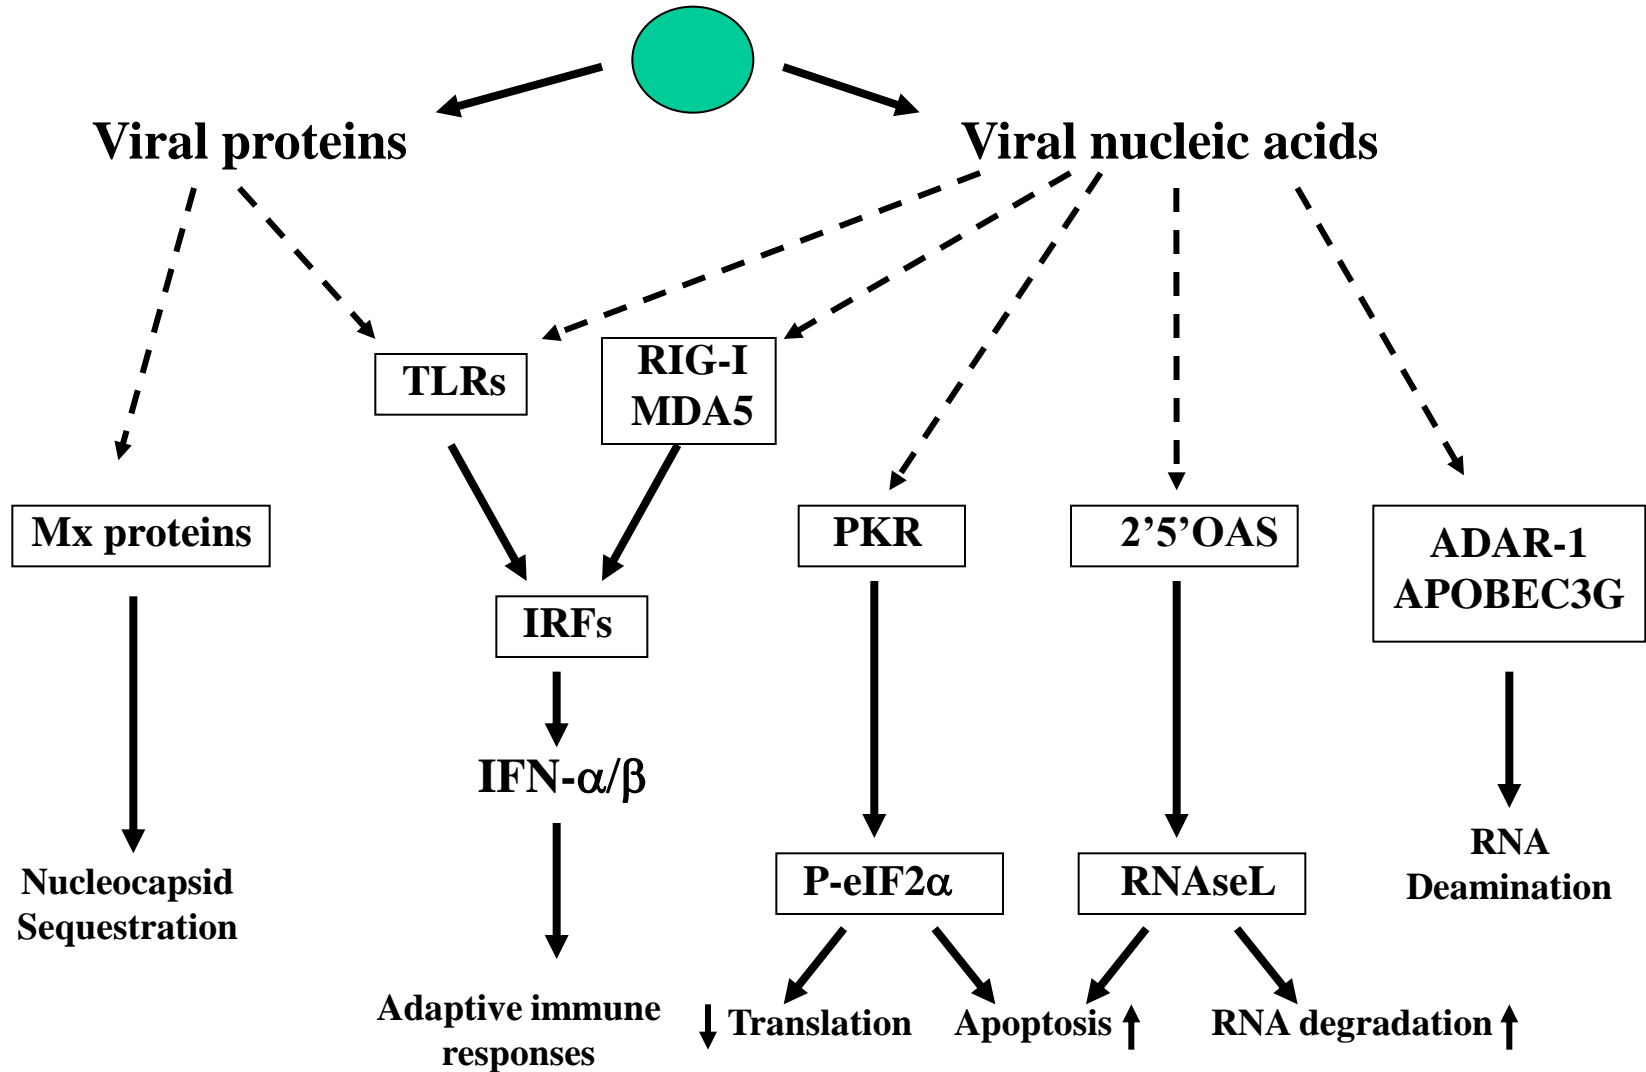 Viral proteins
Viral nucleic acids
TLRs
RIG-I
MDA5
Mx proteins
PKR
2’5’OAS
ADAR-1
APOBEC3G
IRFs
IFN-α/β
Nucleocapsid
Sequestration
P-eIF2α
RNAseL
RNA
Deamination
Adaptive immune
responses
Translation
Apoptosis
RNA degradation